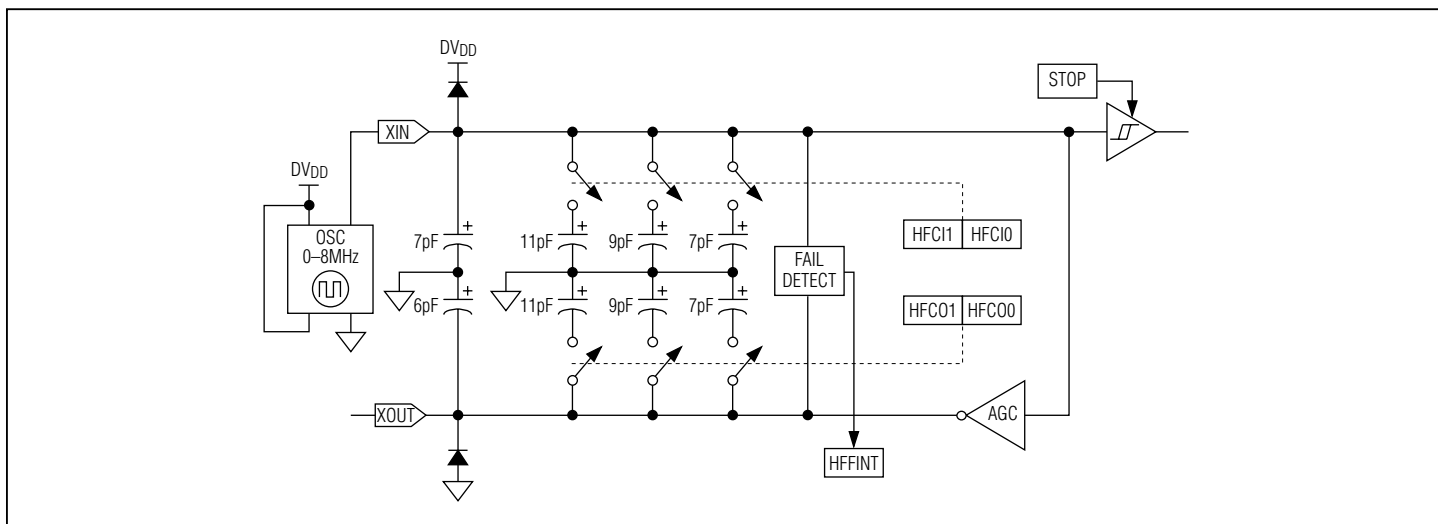 DVDD
STOP
XIN
DVDD
OSC
0–8MHz
7pF
+
11pF
+
9pF
+
7pF
+
HFCI1
HFCI0
FAIL
DETECT
6pF
+
11pF
+
9pF
+
7pF
+
HFCO1
HFCO0
XOUT
AGC
HFFINT